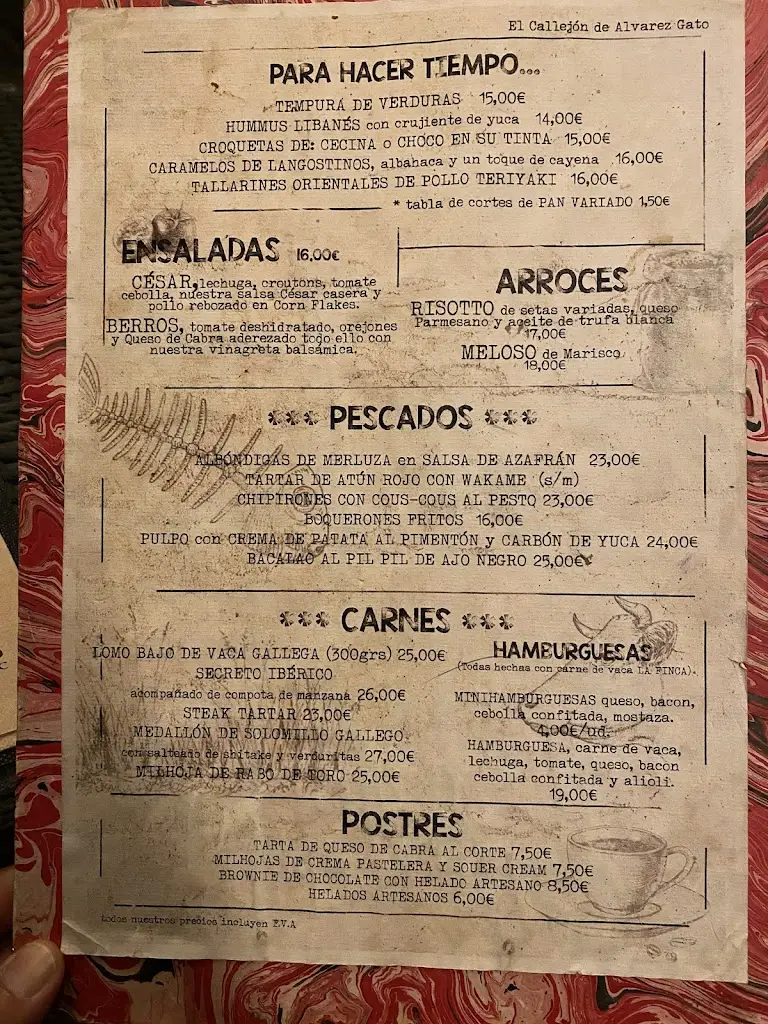 El Callejón de Alvarez Gato
PARA HACER TIEMPO...
TEMPURA DE VERDURAS 15,00€
HUMMUS LIBANÉS con crujiente de yuca 14,00€
CROQUETAS DE: CECINA o CHOCO EN SU TINTA 15,00€
CARAMELOS DE LANGOSTINOS, albahaca y un toque de cayena 16,00€
TALLARINES ORIENTALES DE POLLO TERIYAKI 16,00€
* tabla de cortes de PAN VARIADO 1,50€
ENSALADAS 16,00€
CÉSAR, lechuga, croutons, tomate
cebolla, nuestra salsa César casera y
pollo rebozado en Corn Flakes.
BERROS, tomate deshidratado, orejones
y Queso de Cabra aderezado todo ello con
nuestra vinagreta balsámica.
ARROCES
RISOTTO de setas variadas, queso
Parmesano y aceite de trufa blanca
17,00€
MELOSO de Marisco
18,00€
*** PESCADOS ***
ALBÓNDIGAS DE MERLUZA en SALSA DE AZAFRÁN 23,00€
TARTAR DE ATÚN ROJO CON WAKAME (s/m)
CHIPIRONES CON COUS-COUS AL PESTO 23,00€
BOQUERONES FRITOS 16,00€
PULPO con CREMA DE PATATA AL PIMENTÓN y CARBÓN DE YUCA 24,00€
BACALAO AL PIL PIL DE AJO NEGRO 25,00€
*** CARNES ***
LOMO BAJO DE VACA GALLEGA (300grs) 25,00€
SECRETO IBÉRICO
acompañado de compota de manzana 26,00€
STEAK TARTAR 23,00€
MEDALLÓN DE SOLOMILLO GALLEGO
con salteado de shitake y verduritas 27,00€
MILHOJA DE RABO DE TORO 25,00€
HAMBURGUESAS
(Todas hechas con carne de vaca LA FINCA).
MINIHAMBURGUESAS queso, bacon,
cebolla confitada, mostaza.
4,00€/ud.
HAMBURGUESA, carne de vaca,
lechuga, tomate, queso, bacon
cebolla confitada y alioli.
19,00€
POSTRES
TARTA DE QUESO DE CABRA AL CORTE 7,50€
MILHOJAS DE CREMA PASTELERA Y SOUER CREAM 7,50€
BROWNIE DE CHOCOLATE CON HELADO ARTESANO 8,50€
HELADOS ARTESANOS 6,00€
todos nuestros precios incluyen I.V.A